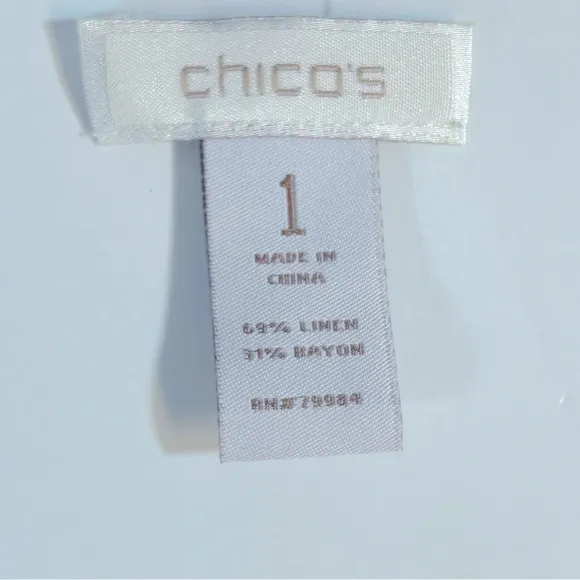 chico's
1
MADE IN
CHINA
69% LINEN
31% RAYON
RN#79984